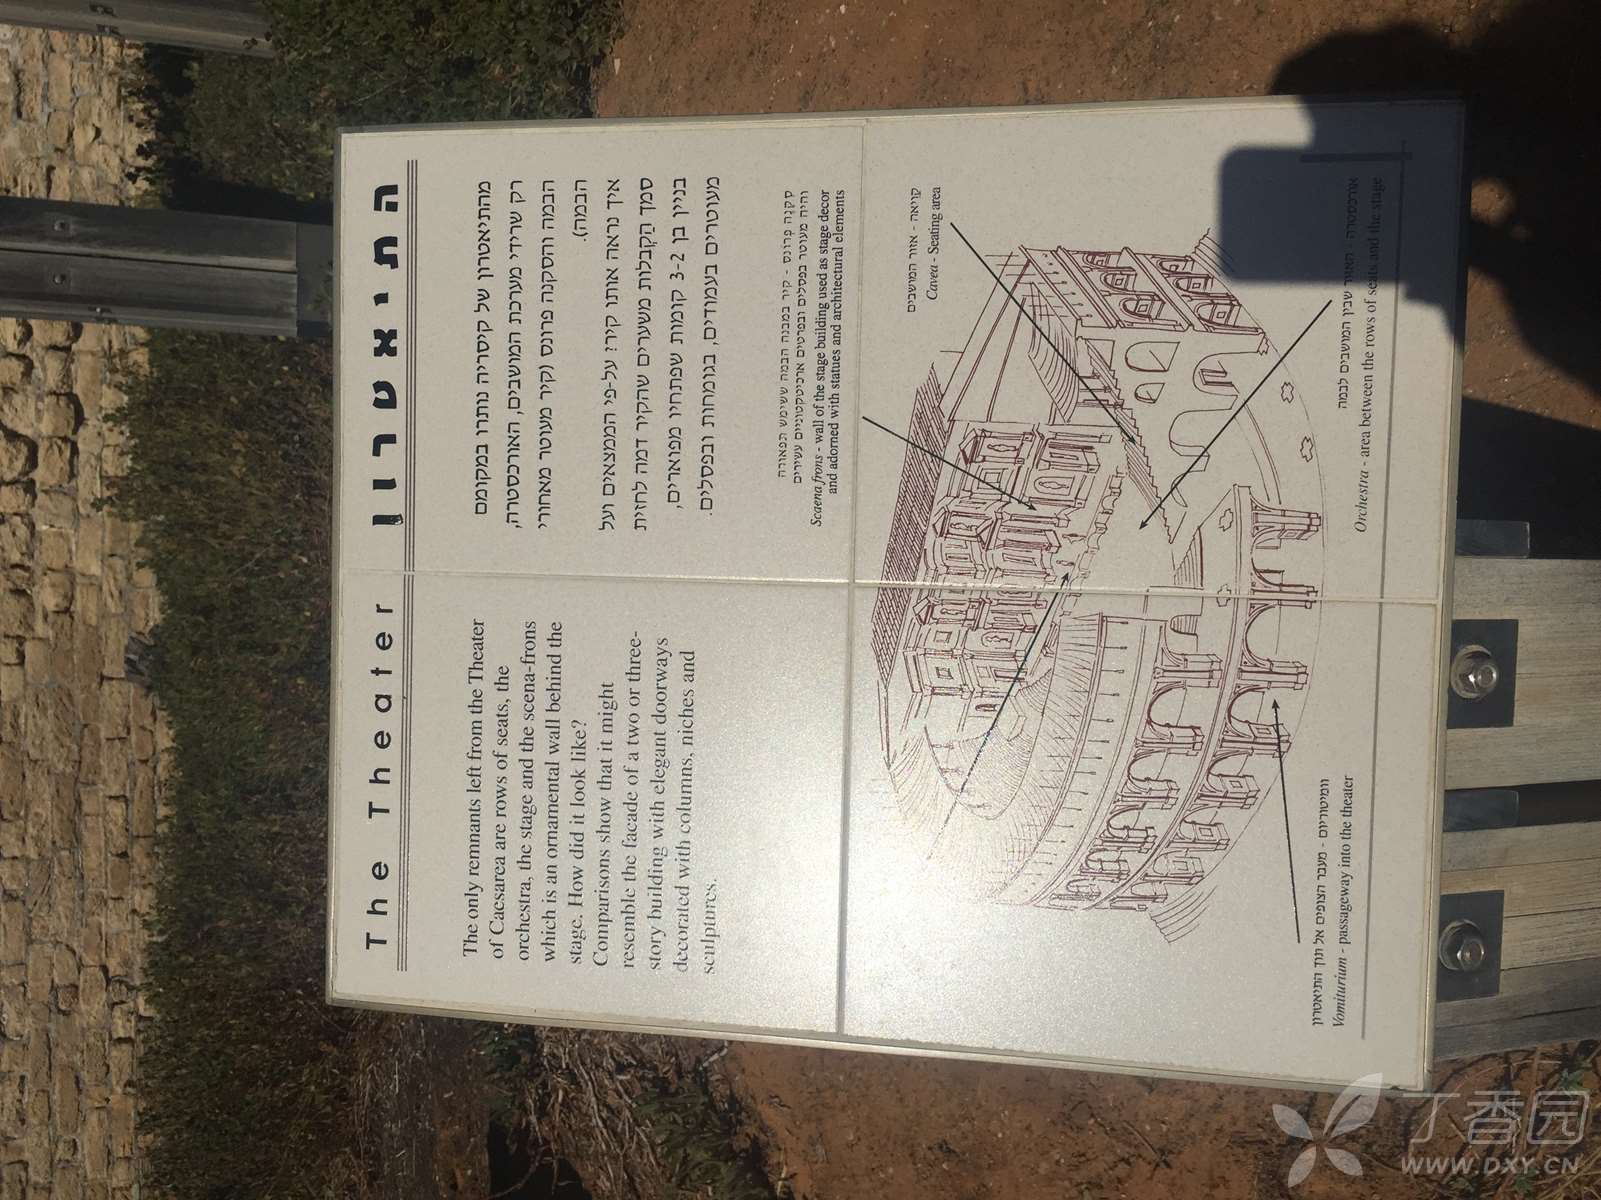 The Theater
התיאטרון
The only remnants left from the Theater
of Caesarea are rows of seats, the
orchestra, the stage and the scena-frons
which is an ornamental wall behind the
stage. How did it look like?
Comparisons show that it might
resemble the facade of a two or three-
story building with elegant doorways
decorated with columns, niches and
sculptures.
מהתיאטרון של קיסריה נותרו במקומם
רק שרידי מערכת המושבים, האורכסטרה,
הבמה והסקנה פרונס (קיר מעוטר מאחורי
הבמה).
איך נראה אותו קיר? על-פי הממצאים ועל
סמך הקבלות משערים שהקיר דמה לחזית
בניין בן 3-2 קומות שפתחיו מפוארים,
מעוטרים בעמודים, בגומחות ובפסלים.
סקנה פרונס - קיר במבנה הבמה ששימש תפאורה
והיה מעוטר בפסלים ובפריטים ארכיטקטוניים עשירים
Scaena frons - wall of the stage building used as stage decor
and adorned with statues and architectural elements
קויאה - אזור המושבים
Cavea - Seating area
אורכסטרה - האזור שבין המושבים לבמה
Orchestra - area between the rows of seats and the stage
וומיטוריום - מעבר הצופים אל תוך התיאטרון
Vomiturium - passageway into the theater
丁香园
WWW.DXY.CN